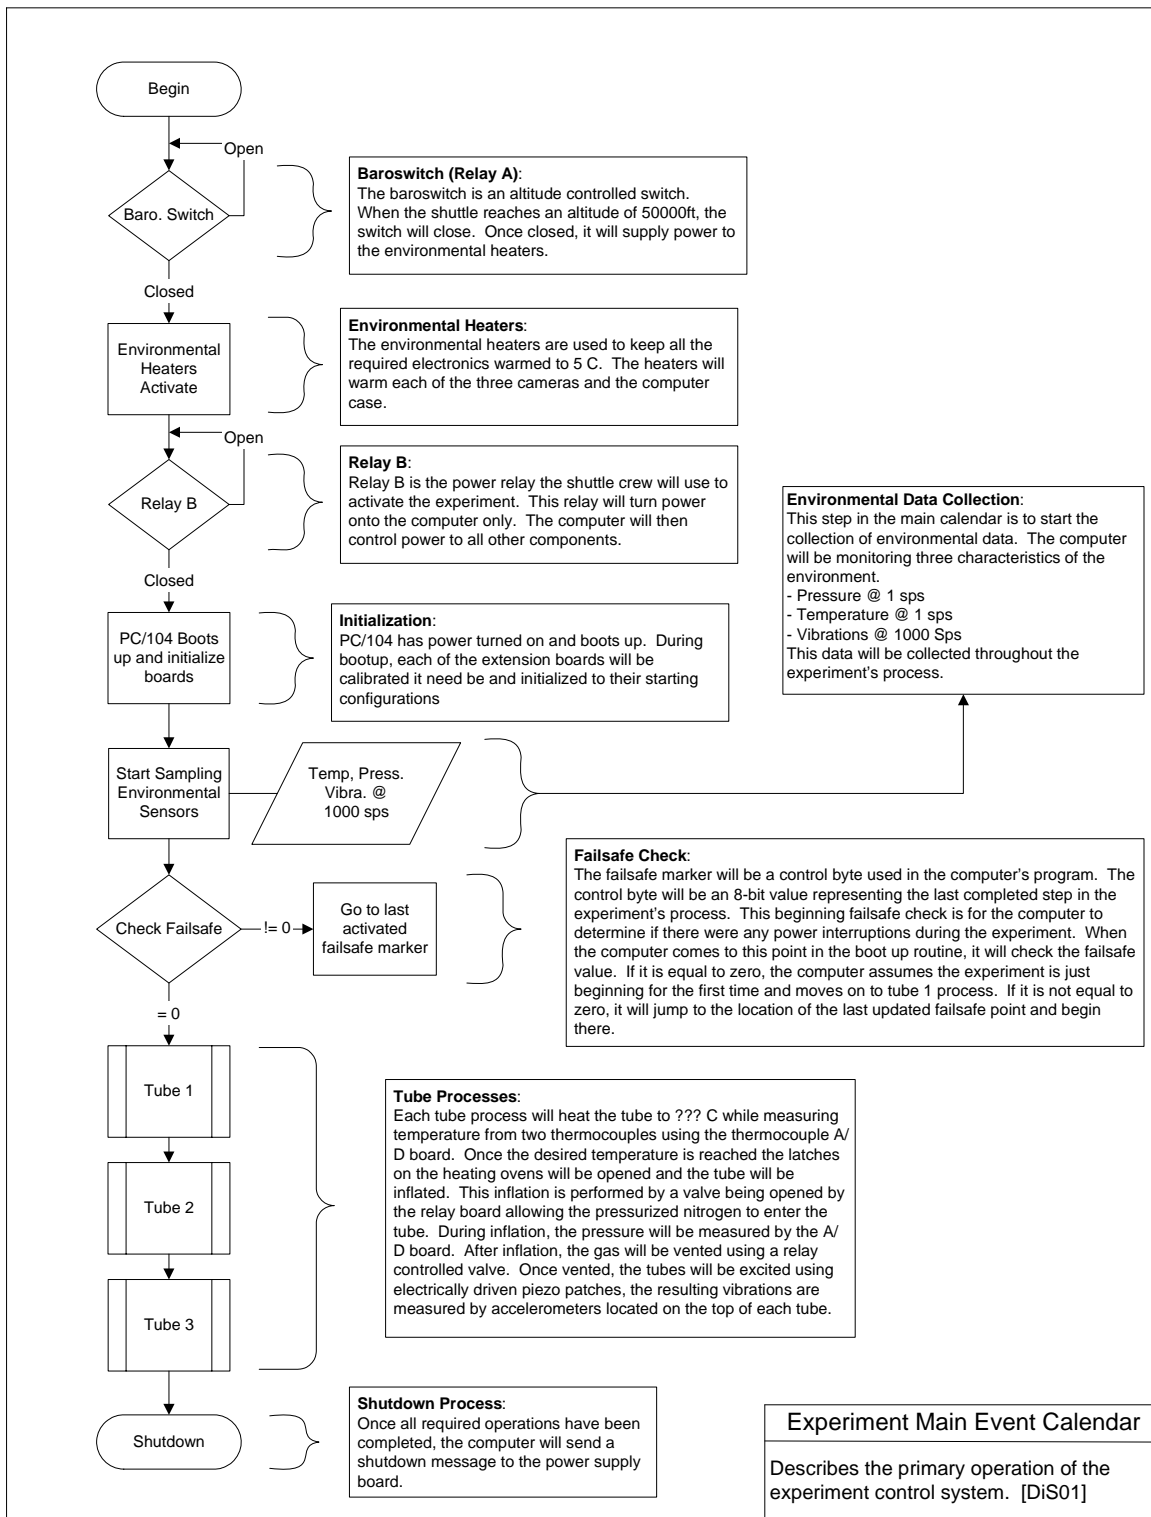 Begin
Open
Baro. Switch
Baroswitch (Relay A):
The baroswitch is an altitude controlled switch.
When the shuttle reaches an altitude of 50000ft, the
switch will close.  Once closed, it will supply power to
the environmental heaters.
Closed
Environmental
Heaters
Activate
Environmental Heaters:
The environmental heaters are used to keep all the
required electronics warmed to 5 C.  The heaters will
warm each of the three cameras and the computer
case.
Open
Relay B
Relay B:
Relay B is the power relay the shuttle crew will use to
activate the experiment.  This relay will turn power
onto the computer only.  The computer will then
control power to all other components.
Environmental Data Collection:
This step in the main calendar is to start the
collection of environmental data.  The computer
will be monitoring three characteristics of the
environment.
- Pressure @ 1 sps
- Temperature @ 1 sps
- Vibrations @ 1000 Sps
This data will be collected throughout the
experiment's process.
Closed
PC/104 Boots
up and initialize
boards
Initialization:
PC/104 has power turned on and boots up.  During
bootup, each of the extension boards will be
calibrated it need be and initialized to their starting
configurations
Start Sampling
Environmental
Sensors
Temp, Press.
Vibra. @
1000 sps
Check Failsafe
!= 0
Go to last
activated
failsafe marker
Failsafe Check:
The failsafe marker will be a control byte used in the computer's program.  The
control byte will be an 8-bit value representing the last completed step in the
experiment's process.  This beginning failsafe check is for the computer to
determine if there were any power interruptions during the experiment.  When
the computer comes to this point in the boot up routine, it will check the failsafe
value.  If it is equal to zero, the computer assumes the experiment is just
beginning for the first time and moves on to tube 1 process.  If it is not equal to
zero, it will jump to the location of the last updated failsafe point and begin
there.
= 0
Tube 1
Tube 2
Tube 3
Tube Processes:
Each tube process will heat the tube to ??? C while measuring
temperature from two thermocouples using the thermocouple A/
D board.  Once the desired temperature is reached the latches
on the heating ovens will be opened and the tube will be
inflated.  This inflation is performed by a valve being opened by
the relay board allowing the pressurized nitrogen to enter the
tube.  During inflation, the pressure will be measured by the A/
D board.  After inflation, the gas will be vented using a relay
controlled valve.  Once vented, the tubes will be excited using
electrically driven piezo patches, the resulting vibrations are
measured by accelerometers located on the top of each tube.
Shutdown
Shutdown Process:
Once all required operations have been
completed, the computer will send a
shutdown message to the power supply
board.
Experiment Main Event Calendar
Describes the primary operation of the
experiment control system.  [DiS01]